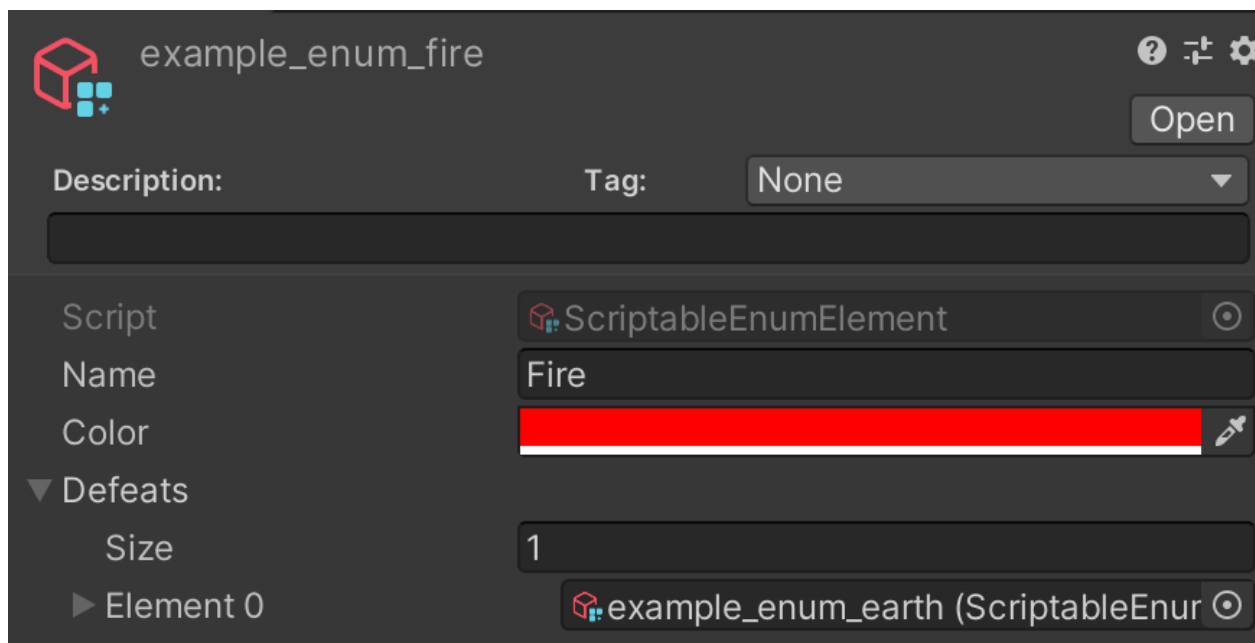 example_enum_fire
Open
Description: Tag: None
Script ScriptableEnumElement
Name Fire
Color
Defeats
Size 1
Element 0 example_enum_earth (ScriptableEnur